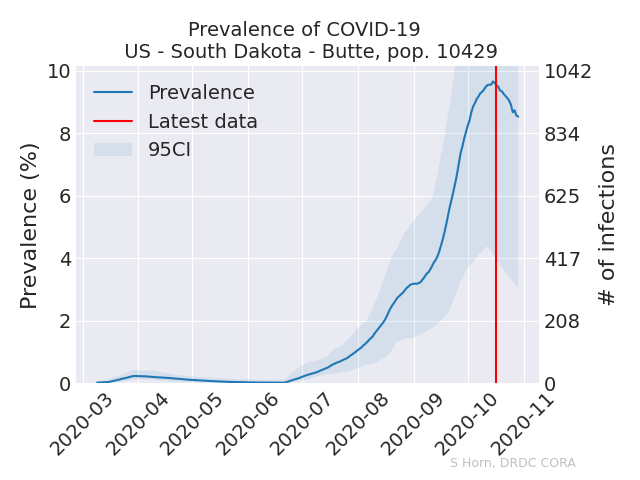 Prevalence of COVID-19
US - South Dakota - Butte, pop. 10429
Prevalence
Latest data
95CI
Prevalence (%)
10
8
6
4
2
0
1042
834
625
417
208
0
# of infections
2020-03
2020-04
2020-05
2020-06
2020-07
2020-08
2020-09
2020-10
2020-11
S Horn, DRDC CORA